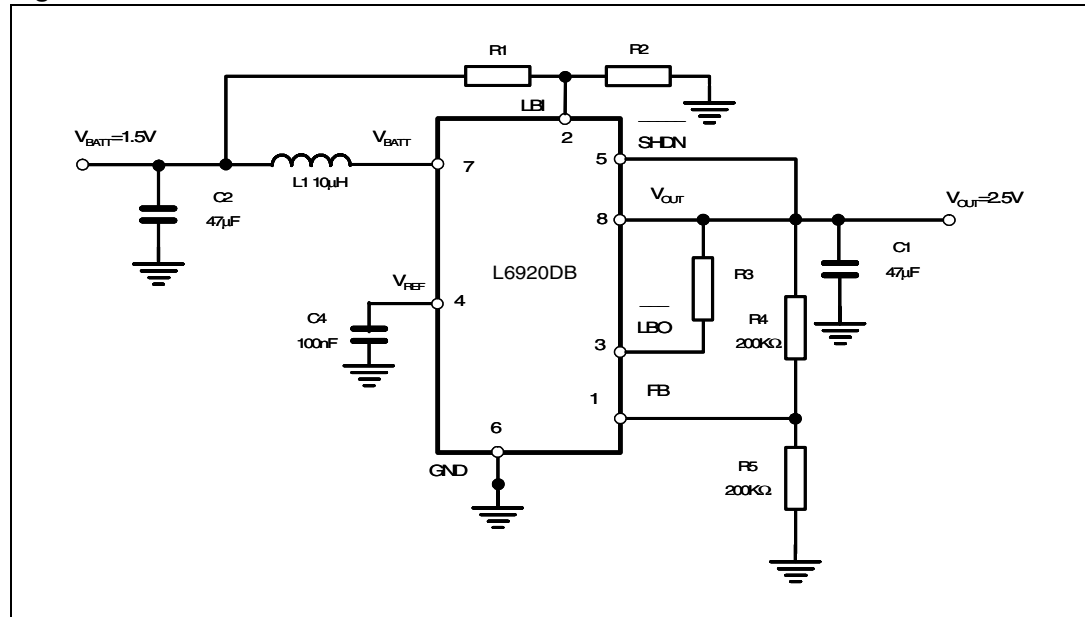 R1
R2
LBI
2
SHDN
5
V_BATT=1.5V
V_BATT
7
L1 10µH
C2
47µF
V_OUT
8
V_OUT=2.5V
C1
47µF
L6920DB
R3
V_REF
4
C4
100nF
LBO
3
R4
200KΩ
1
FB
6
GND
R5
200KΩ